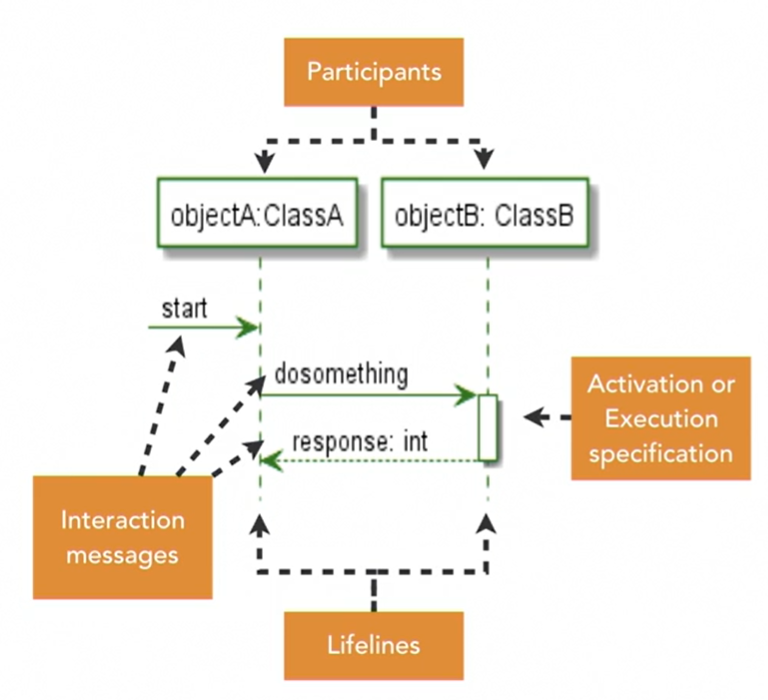 Participants
objectA:ClassA
objectB: ClassB
start
dosomething
Activation or
Execution
specification
response: int
Interaction
messages
Lifelines